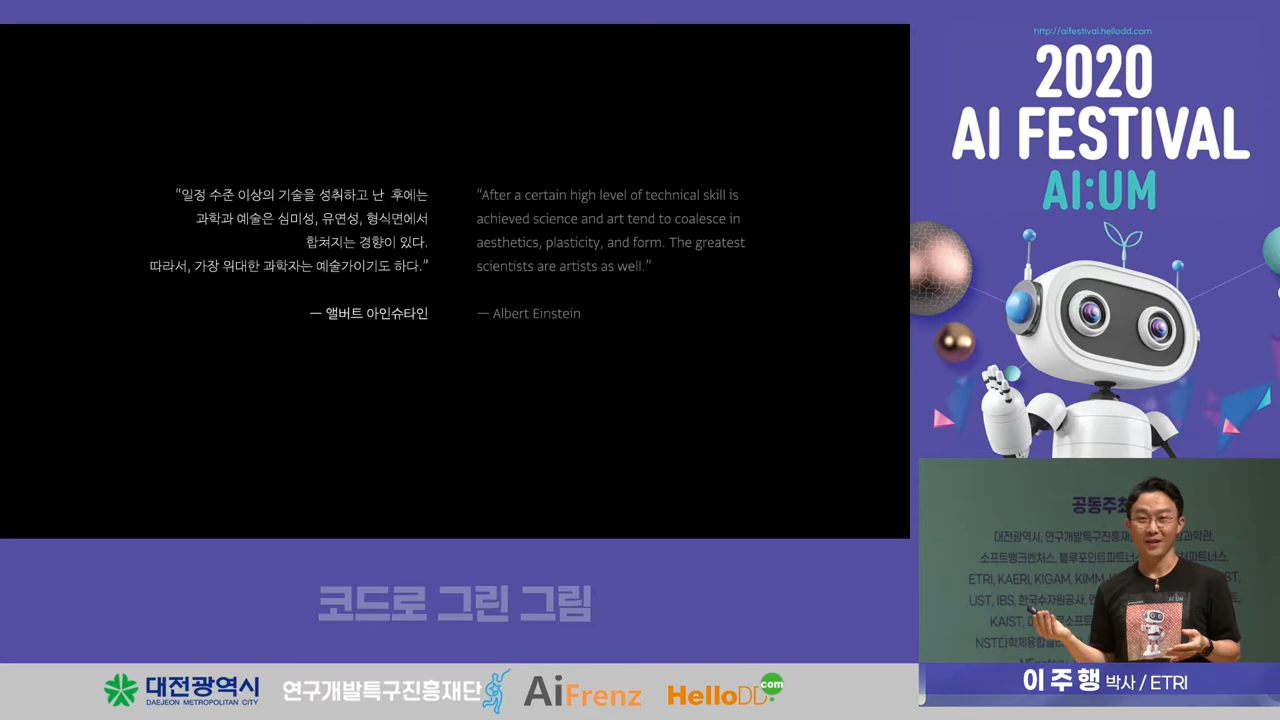 “일정 수준 이상의 기술을 성취하고 난 후에는
과학과 예술은 심미성, 유연성, 형식면에서
합쳐지는 경향이 있다.
따라서, 가장 위대한 과학자는 예술가이기도 하다.”
— 앨버트 아인슈타인
“After a certain high level of technical skill is
achieved science and art tend to coalesce in
aesthetics, plasticity, and form. The greatest
scientists are artists as well.”
— Albert Einstein
http://aifestival.hellodd.com
2020
AI FESTIVAL
AI:UM
공동주최
대전광역시, 연구개발특구진흥재
소프트뱅크벤처스, 블루포인트파트너
ETRI, KAERI, KIGAM, KIMM,
UST, IBS, 한국수자원공사,
KAIST,
AI:UM
이주행 박사 / ETRI
코드로 그린 그림
대전광역시
DAEJEON METROPOLITAN CITY
연구개발특구진흥재단
AiFrenz
HelloDD.com